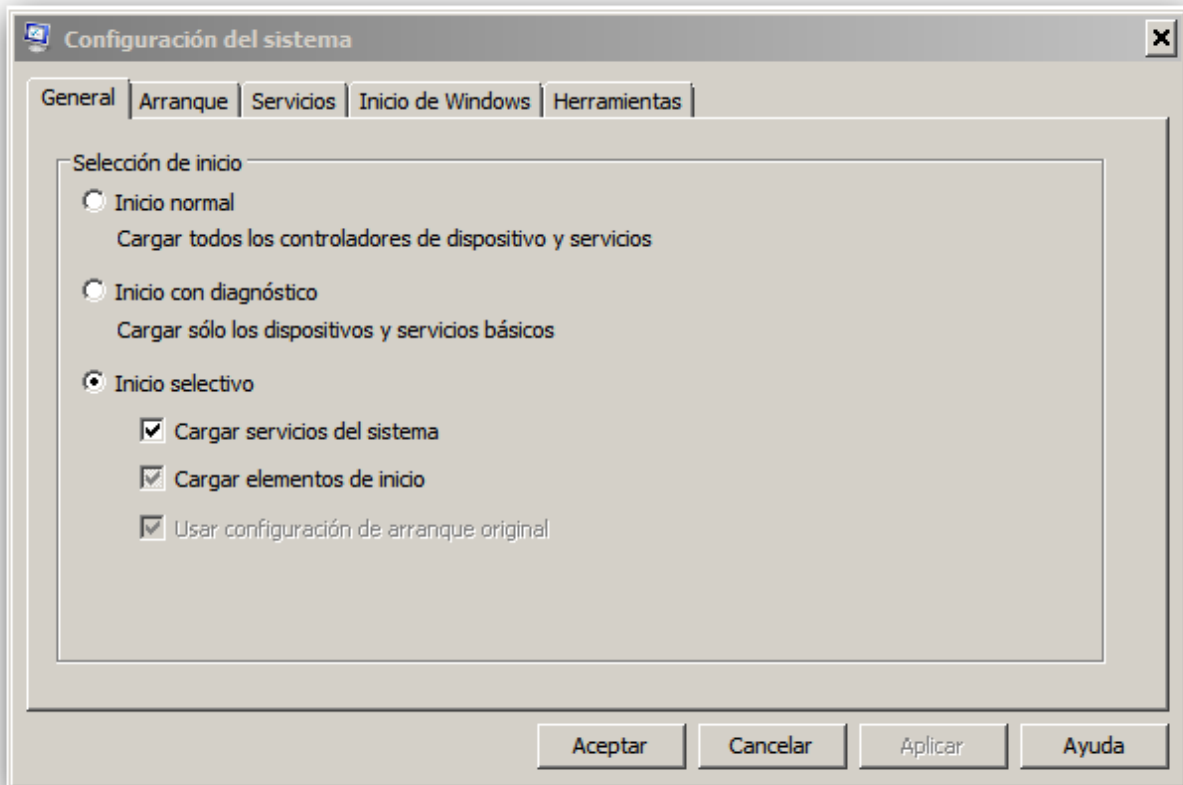 Configuración del sistema
General Arranque Servicios Inicio de Windows Herramientas
Selección de inicio
Inicio normal
Cargar todos los controladores de dispositivo y servicios
Inicio con diagnóstico
Cargar sólo los dispositivos y servicios básicos
Inicio selectivo
Cargar servicios del sistema
Cargar elementos de inicio
Usar configuración de arranque original
Aceptar Cancelar Aplicar Ayuda